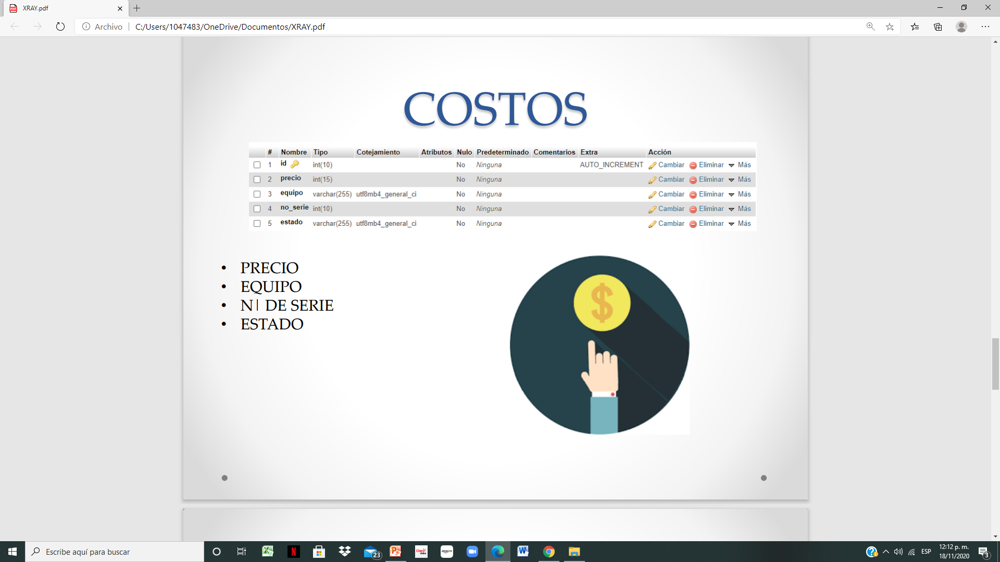 XRAY.pdf
Archivo C:/Users/1047483/OneDrive/Documentos/XRAY.pdf
COSTOS
# Nombre Tipo Cotejamiento Atributos Nulo Predeterminado Comentarios Extra Acción
1 id int(10) No Ninguna AUTO_INCREMENT Cambiar Eliminar Más
2 precio int(15) No Ninguna Cambiar Eliminar Más
3 equipo varchar(255) utf8mb4_general_ci No Ninguna Cambiar Eliminar Más
4 no_serie int(10) No Ninguna Cambiar Eliminar Más
5 estado varchar(255) utf8mb4_general_ci No Ninguna Cambiar Eliminar Más
• PRECIO
• EQUIPO
• N| DE SERIE
• ESTADO
$
Escribe aquí para buscar
23
Claro video
amazon
ESP
12:12 p. m.
18/11/2020
3